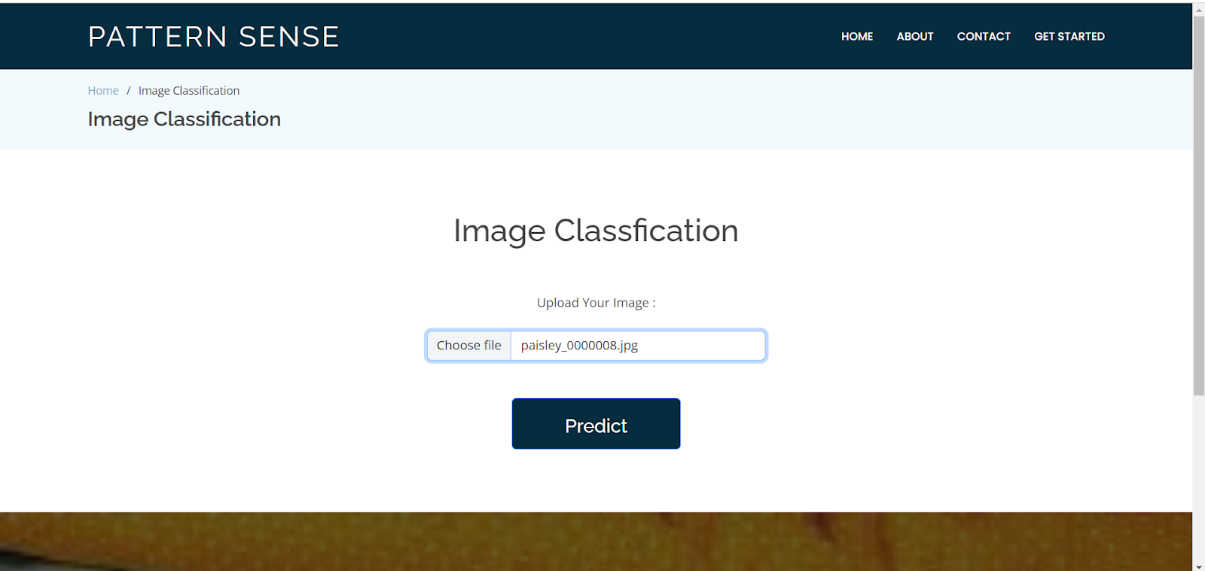 PATTERN SENSE
HOME ABOUT CONTACT GET STARTED
Home / Image Classification
Image Classification
Image Classfication
Upload Your Image :
Choose file paisley_0000008.jpg
Predict